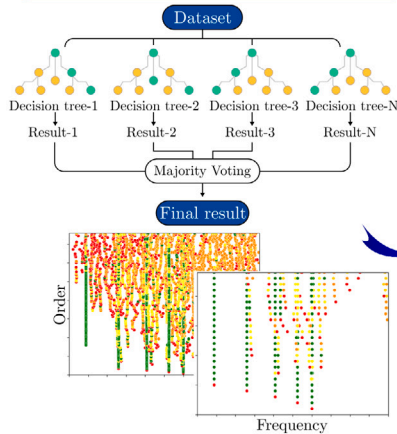 Dataset
Decision tree-1 Decision tree-2 Decision tree-3 Decision tree-N
Result-1 Result-2 Result-3 Result-N
Majority Voting
Final result
Order
Frequency